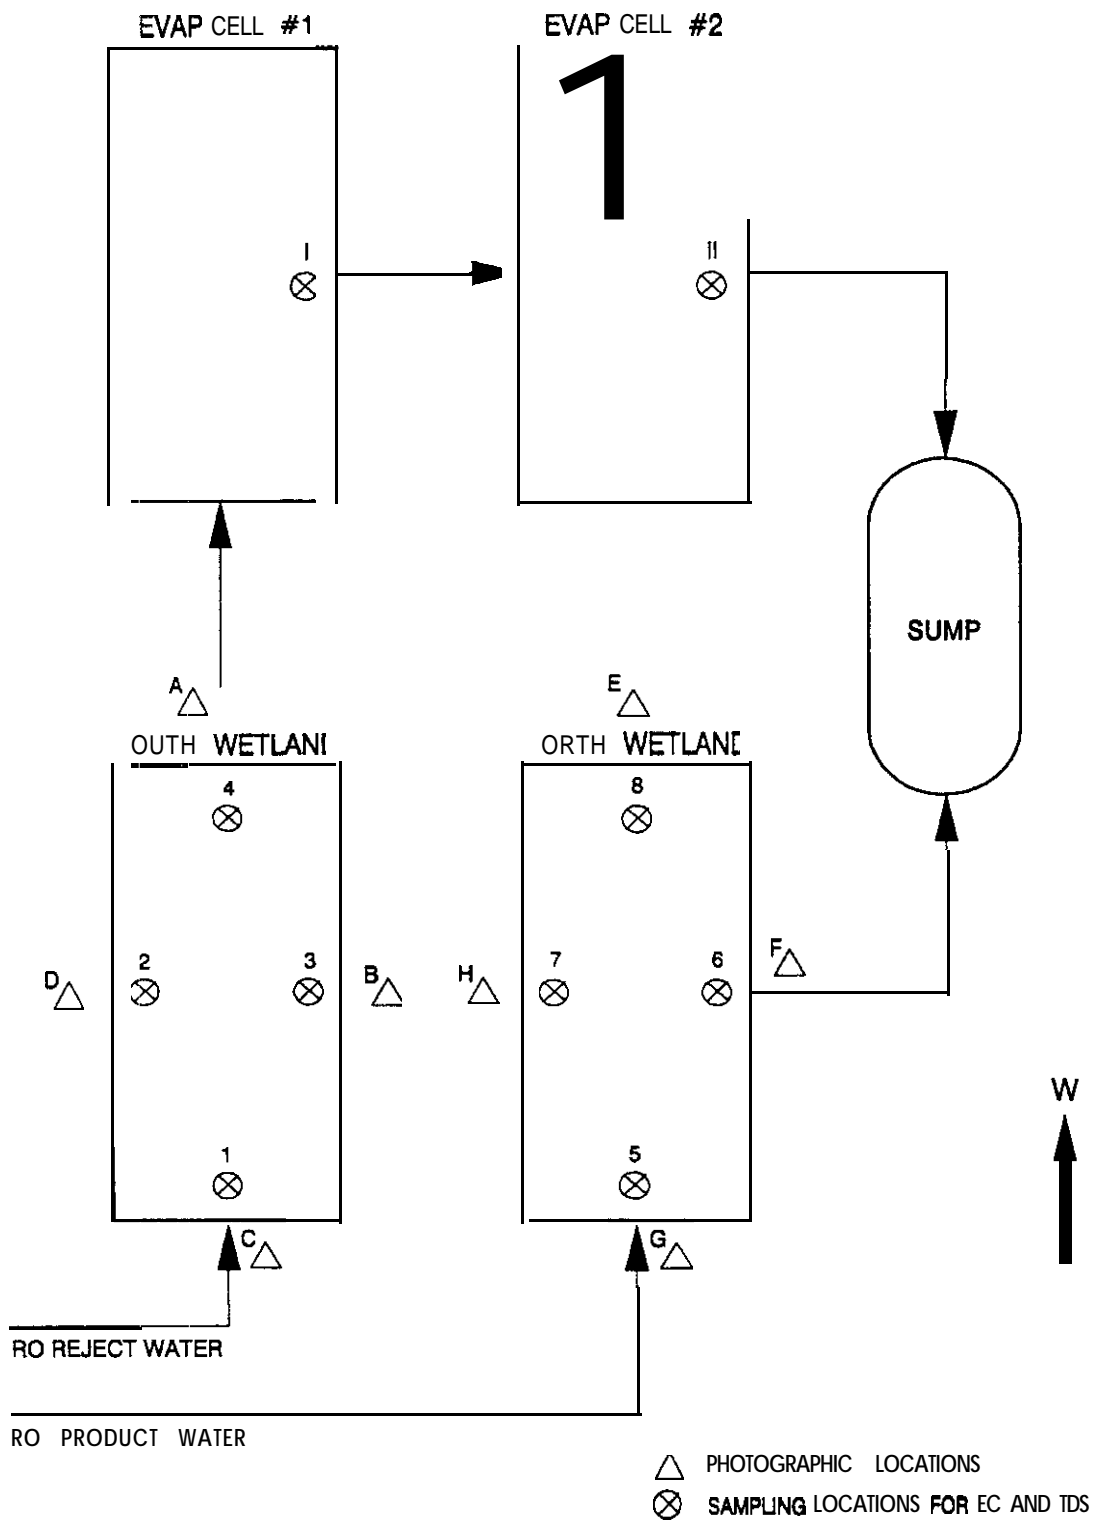 EVAP CELL #1
EVAP CELL #2
1
I
II
SUMP
A
E
OUTH WETLANI
ORTH WETLAND
4
8
D
2
3
B
H
7
6
F
W
1
5
C
G
RO REJECT WATER
RO PRODUCT WATER
PHOTOGRAPHIC LOCATIONS
SAMPLING LOCATIONS FOR EC AND TDS